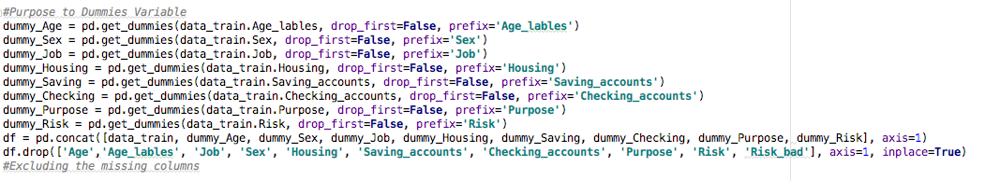 #Purpose to Dummies Variable
dummy_Age = pd.get_dummies(data_train.Age_lables, drop_first=False, prefix='Age_lables')
dummy_Sex = pd.get_dummies(data_train.Sex, drop_first=False, prefix='Sex')
dummy_Job = pd.get_dummies(data_train.Job, drop_first=False, prefix='Job')
dummy_Housing = pd.get_dummies(data_train.Housing, drop_first=False, prefix='Housing')
dummy_Saving = pd.get_dummies(data_train.Saving_accounts, drop_first=False, prefix='Saving_accounts')
dummy_Checking = pd.get_dummies(data_train.Checking_accounts, drop_first=False, prefix='Checking_accounts')
dummy_Purpose = pd.get_dummies(data_train.Purpose, drop_first=False, prefix='Purpose')
dummy_Risk = pd.get_dummies(data_train.Risk, drop_first=False, prefix='Risk')
df = pd.concat([data_train, dummy_Age, dummy_Sex, dummy_Job, dummy_Housing, dummy_Saving, dummy_Checking, dummy_Purpose, dummy_Risk], axis=1)
df.drop(['Age','Age_lables', 'Job', 'Sex', 'Housing', 'Saving_accounts', 'Checking_accounts', 'Purpose', 'Risk', 'Risk_bad'], axis=1, inplace=True)
#Excluding the missing columns